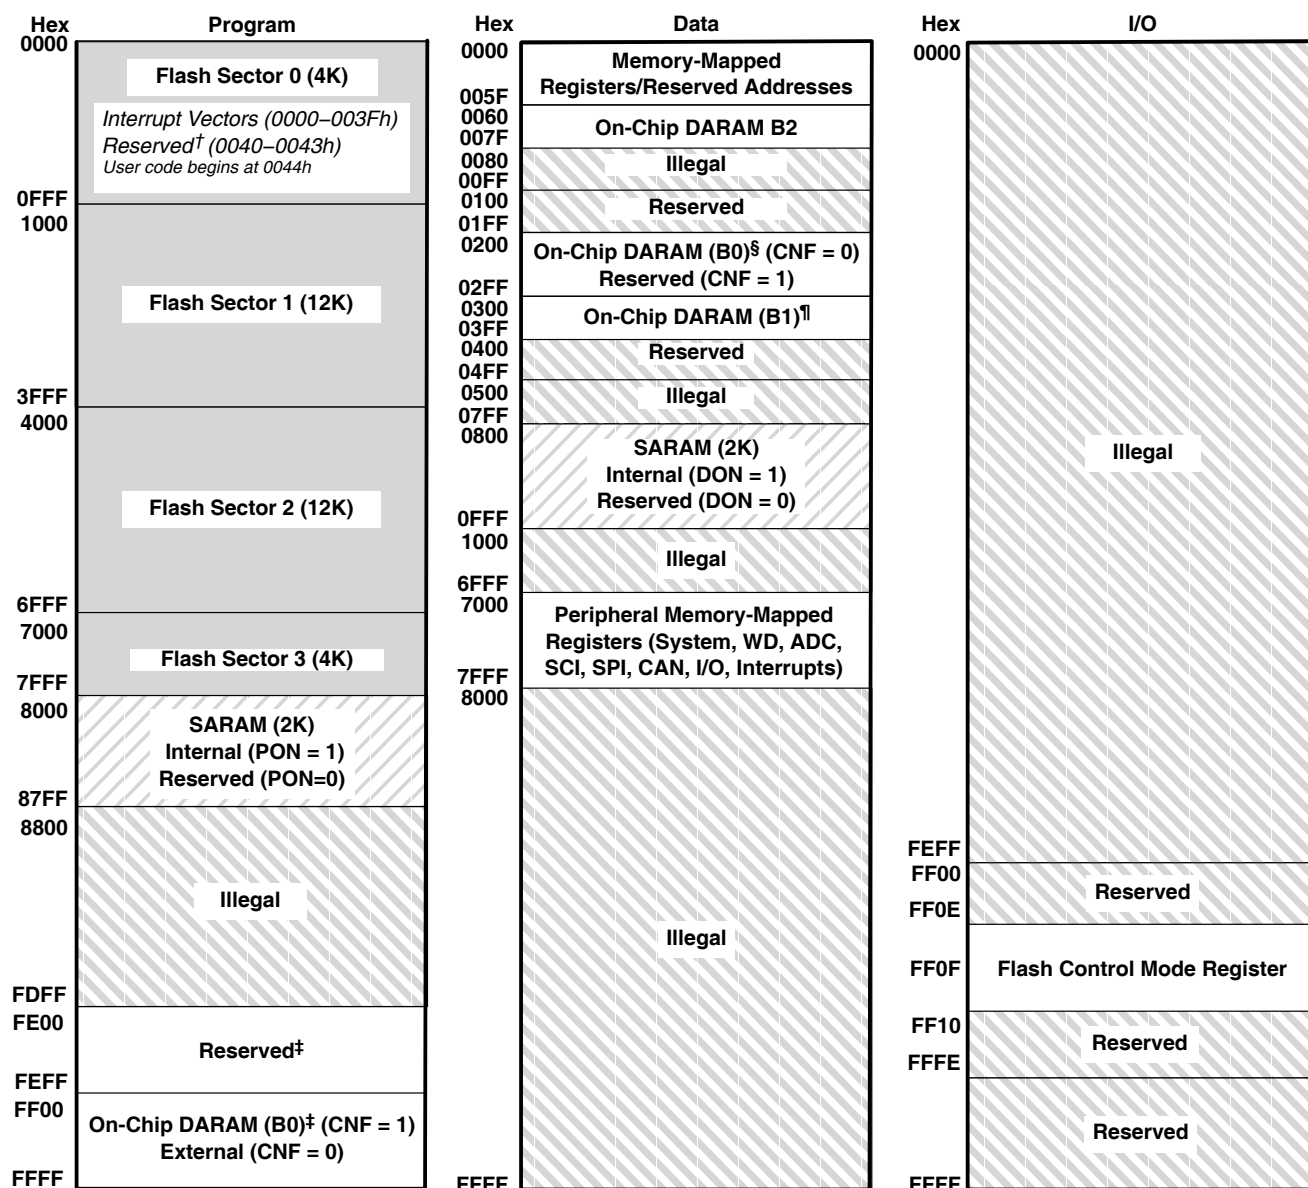 Hex Program
0000
Flash Sector 0 (4K)
Interrupt Vectors (0000–003Fh)
Reserved† (0040–0043h)
User code begins at 0044h
0FFF
1000
Flash Sector 1 (12K)
3FFF
4000
Flash Sector 2 (12K)
6FFF
7000
Flash Sector 3 (4K)
7FFF
8000
SARAM (2K)
Internal (PON = 1)
Reserved (PON=0)
87FF
8800
Illegal
FDFF
FE00
Reserved‡
FEFF
FF00
On-Chip DARAM (B0)‡ (CNF = 1)
External (CNF = 0)
FFFF
Hex Data
0000
Memory-Mapped
Registers/Reserved Addresses
005F
0060
On-Chip DARAM B2
007F
0080
Illegal
00FF
0100
Reserved
01FF
0200
On-Chip DARAM (B0)§ (CNF = 0)
Reserved (CNF = 1)
02FF
0300
On-Chip DARAM (B1)¶
03FF
0400
Reserved
04FF
0500
Illegal
07FF
0800
SARAM (2K)
Internal (DON = 1)
Reserved (DON = 0)
0FFF
1000
Illegal
6FFF
7000
Peripheral Memory-Mapped
Registers (System, WD, ADC,
SCI, SPI, CAN, I/O, Interrupts)
7FFF
8000
Illegal
FFFF
Hex I/O
0000
Illegal
FEFF
FF00
Reserved
FF0E
FF0F Flash Control Mode Register
FF10
Reserved
FFFE
Reserved
FFFF